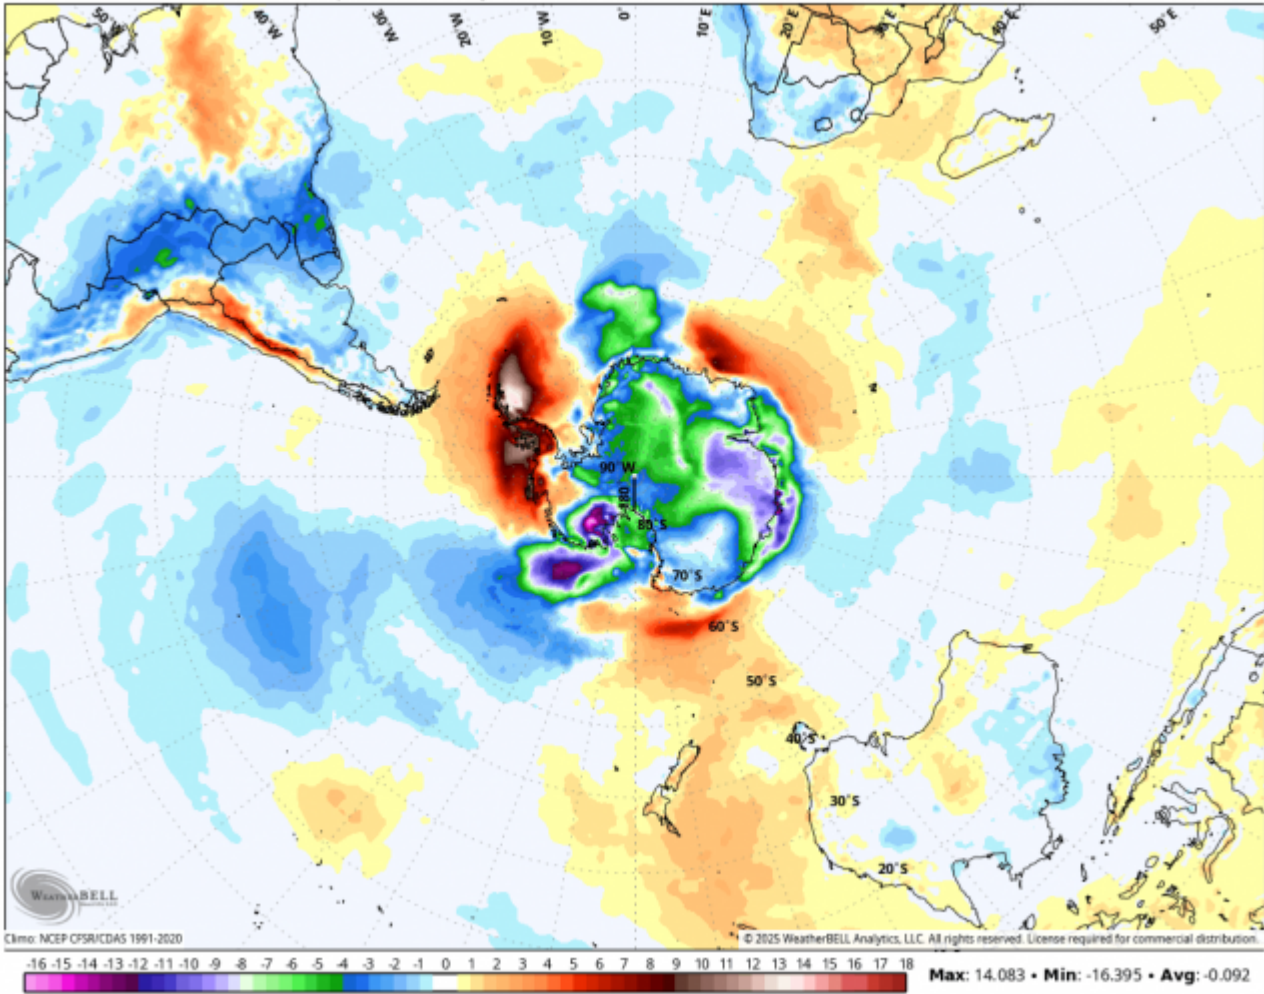 50°W
40°W
30°W
20°W
10°W
0°
10°E
20°E
30°E
40°E
50°E
90°W
180
80°S
70°S
60°S
50°S
40°S
30°S
20°S
WEATHERBELL
Climo: NCEP CFSR/CDAS 1991-2020
© 2025 WeatherBELL Analytics, LLC. All rights reserved. License required for commercial distribution.
-16 -15 -14 -13 -12 -11 -10 -9 -8 -7 -6 -5 -4 -3 -2 -1 0 1 2 3 4 5 6 7 8 9 10 11 12 13 14 15 16 17 18
Max: 14.083 • Min: -16.395 • Avg: -0.092